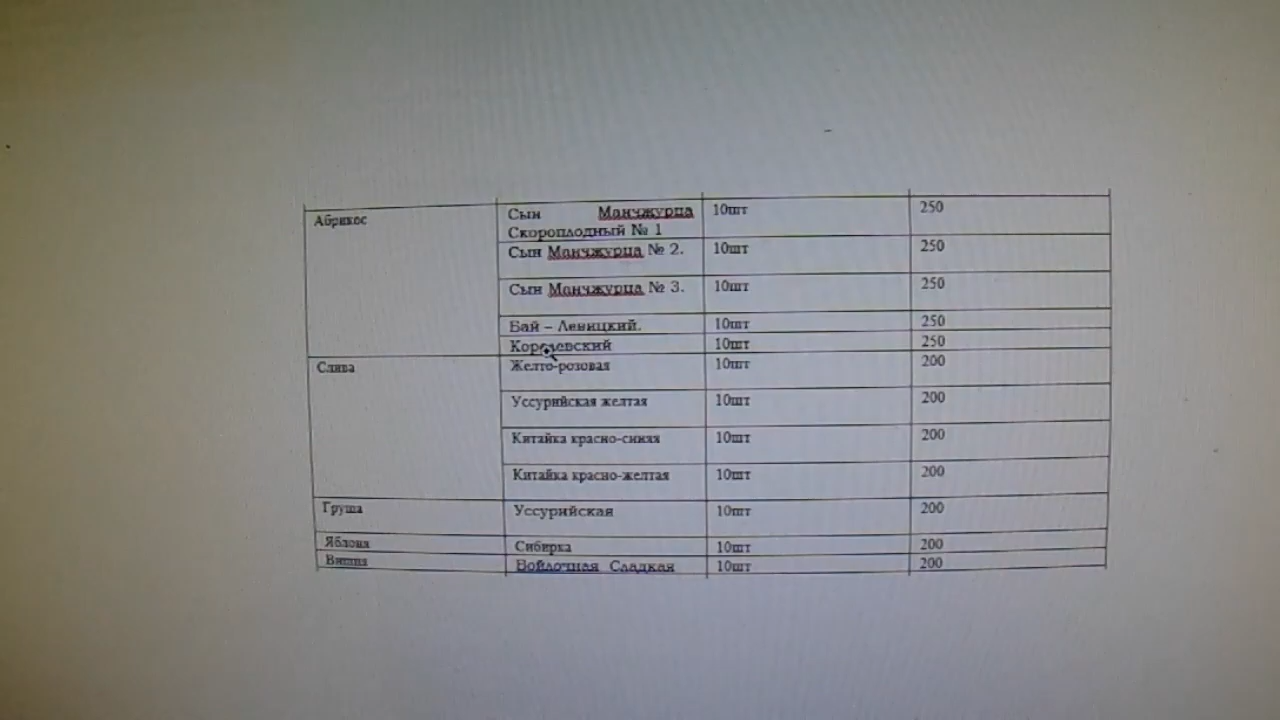 Абрикос Сын Манчжурца 10шт 250
Скороплодный № 1
Сын Манчжурца № 2. 10шт 250
Сын Манчжурца № 3. 10шт 250
Бай – Левицкий. 10шт 250
Королевский 10шт 250
Слива Желто-розовая 10шт 200
Уссурийская желтая 10шт 200
Китайка красно-синяя 10шт 200
Китайка красно-желтая 10шт 200
Груша Уссурийская 10шт 200
Яблоня Сибирка 10шт 200
Вишня Войлочная Сладкая 10шт 200